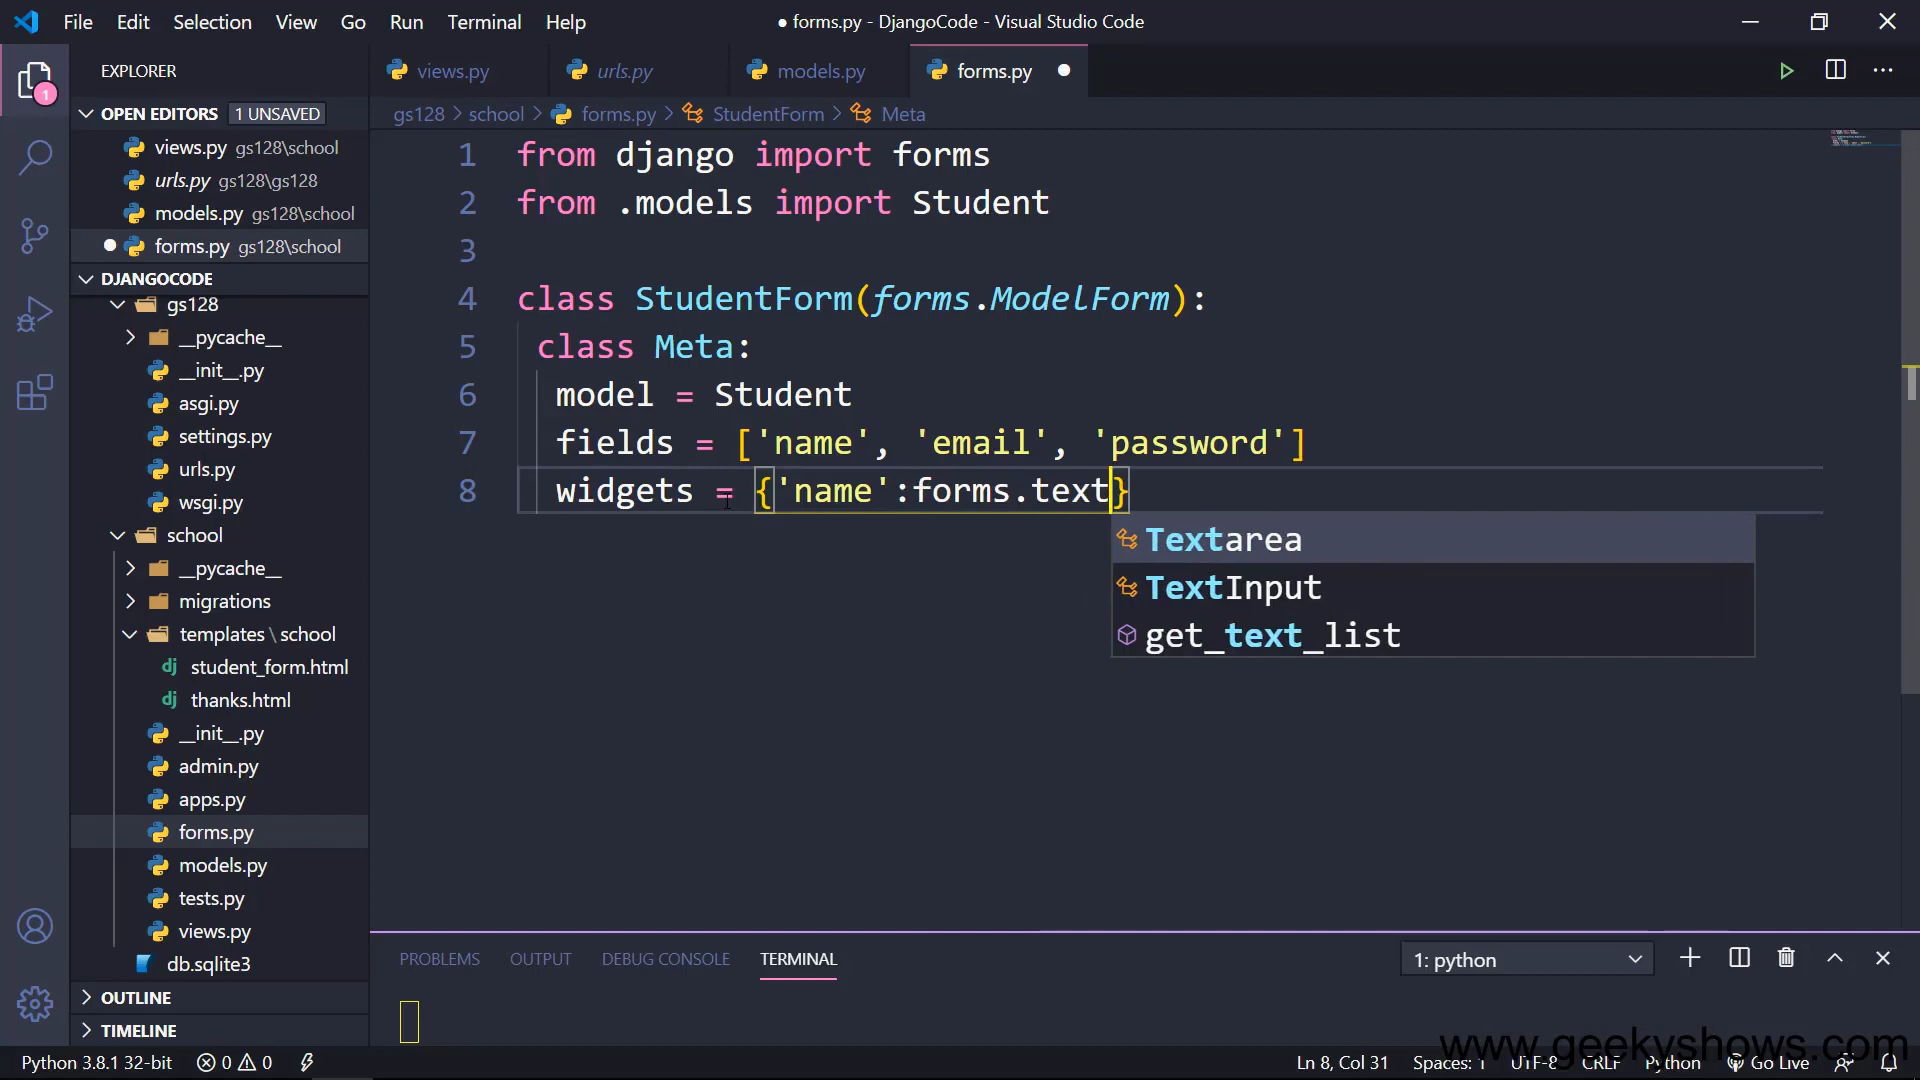 File Edit Selection View Go Run Terminal Help
● forms.py - DjangoCode - Visual Studio Code
EXPLORER
views.py urls.py models.py forms.py
1
OPEN EDITORS 1 UNSAVED
views.py gs128\school
urls.py gs128\gs128
models.py gs128\school
forms.py gs128\school
DJANGOCODE
gs128
__pycache__
__init__.py
asgi.py
settings.py
urls.py
wsgi.py
school
__pycache__
migrations
templates\school
student_form.html
thanks.html
__init__.py
admin.py
apps.py
forms.py
models.py
tests.py
views.py
db.sqlite3
OUTLINE
TIMELINE
gs128 > school > forms.py > StudentForm > Meta
1 from django import forms
2 from .models import Student
3
4 class StudentForm(forms.ModelForm):
5 class Meta:
6 model = Student
7 fields = ['name', 'email', 'password']
8 widgets = {'name':forms.text}
Textarea
TextInput
get_text_list
PROBLEMS OUTPUT DEBUG CONSOLE TERMINAL
1: python
www.geekyshows.com
Python 3.8.1 32-bit 0 0
Ln 8, Col 31 Spaces: 1 UTF-8 CRLF Python Go Live